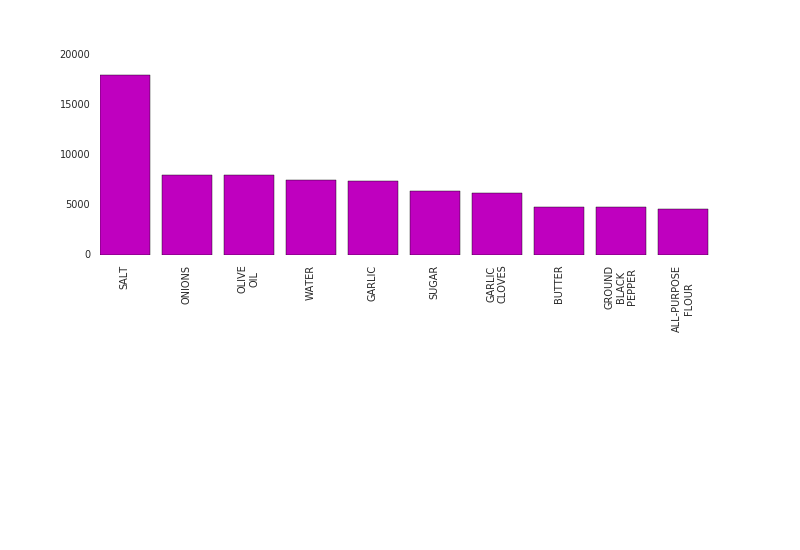 20000
15000
10000
5000
0
SALT
ONIONS
OLIVE
OIL
WATER
GARLIC
SUGAR
GARLIC
CLOVES
BUTTER
GROUND
BLACK
PEPPER
ALL-PURPOSE
FLOUR